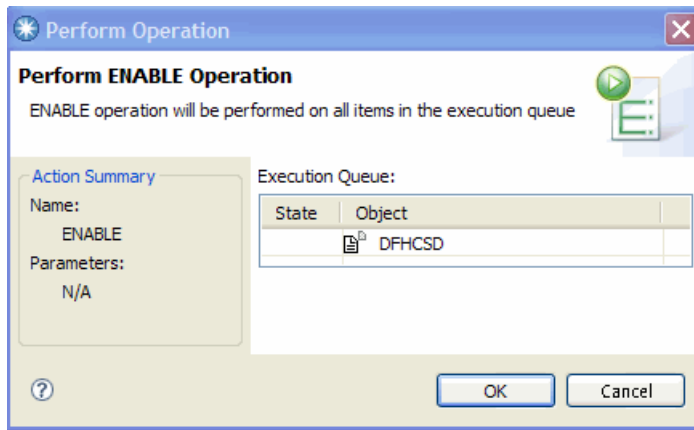 Perform Operation
Perform ENABLE Operation
ENABLE operation will be performed on all items in the execution queue
Action Summary
Name:
ENABLE
Parameters:
N/A
Execution Queue:
State Object
DFHCSD
OK Cancel